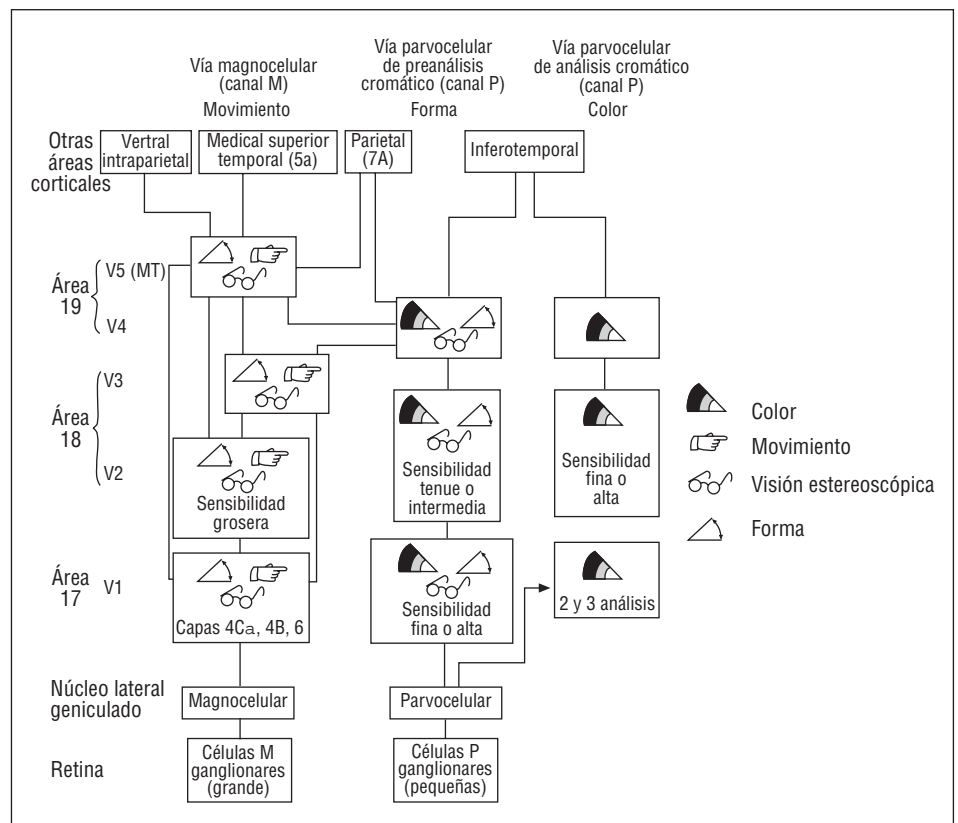 Vía magnocelular
(canal M)
Movimiento
Vía parvocelular
de preanálisis
cromático (canal P)
Forma
Vía parvocelular
de análisis cromático
(canal P)
Color
Otras
áreas
corticales
Vertral
intraparietal
Medical superior
temporal (5a)
Parietal
(7A)
Inferotemporal
Área
19
V5 (MT)
V4
Área
18
V3
V2
Sensibilidad
grosera
Sensibilidad
tenue o
intermedia
Sensibilidad
fina o
alta
Color
Movimiento
Visión estereoscópica
Forma
Área
17
V1
Capas 4Ca, 4B, 6
Sensibilidad
fina o alta
2 y 3 análisis
Núcleo lateral
geniculado
Magnocelular
Parvocelular
Retina
Células M
ganglionares
(grande)
Células P
ganglionares
(pequeñas)